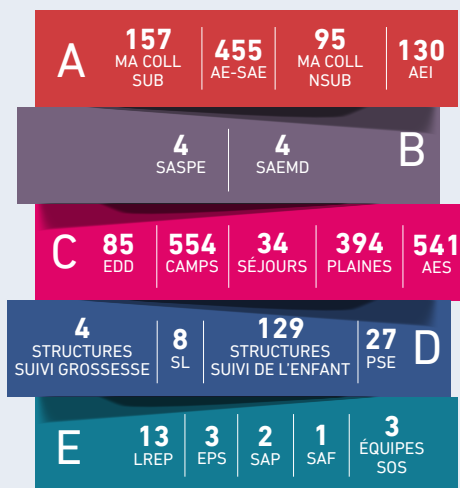 A
157
MA COLL
SUB
455
AE-SAE
95
MA COLL
NSUB
130
AEI
4
SASPE
4
SAEMD
B
C
85
EDD
554
CAMPS
34
SÉJOURS
394
PLAINES
541
AES
4
STRUCTURES
SUIVI GROSSESSE
8
SL
129
STRUCTURES
SUIVI DE L'ENFANT
27
PSE
D
E
13
LREP
3
EPS
2
SAP
1
SAF
3
ÉQUIPES
SOS